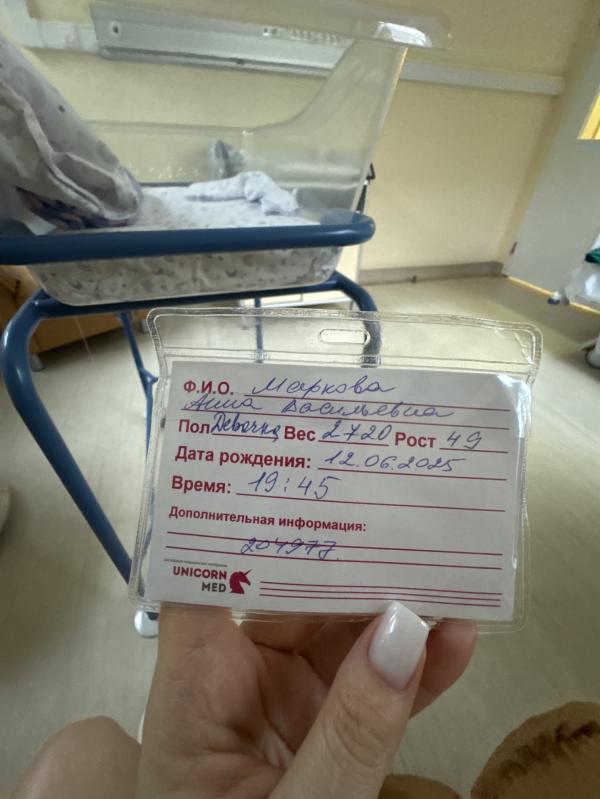 Ф.И.О. Маркова
Анна Васильевна
Пол Девочка Вес 2720 Рост 49
Дата рождения: 12.06.2025
Время: 19:45
Дополнительная информация:
204977.
UNICORN
MED